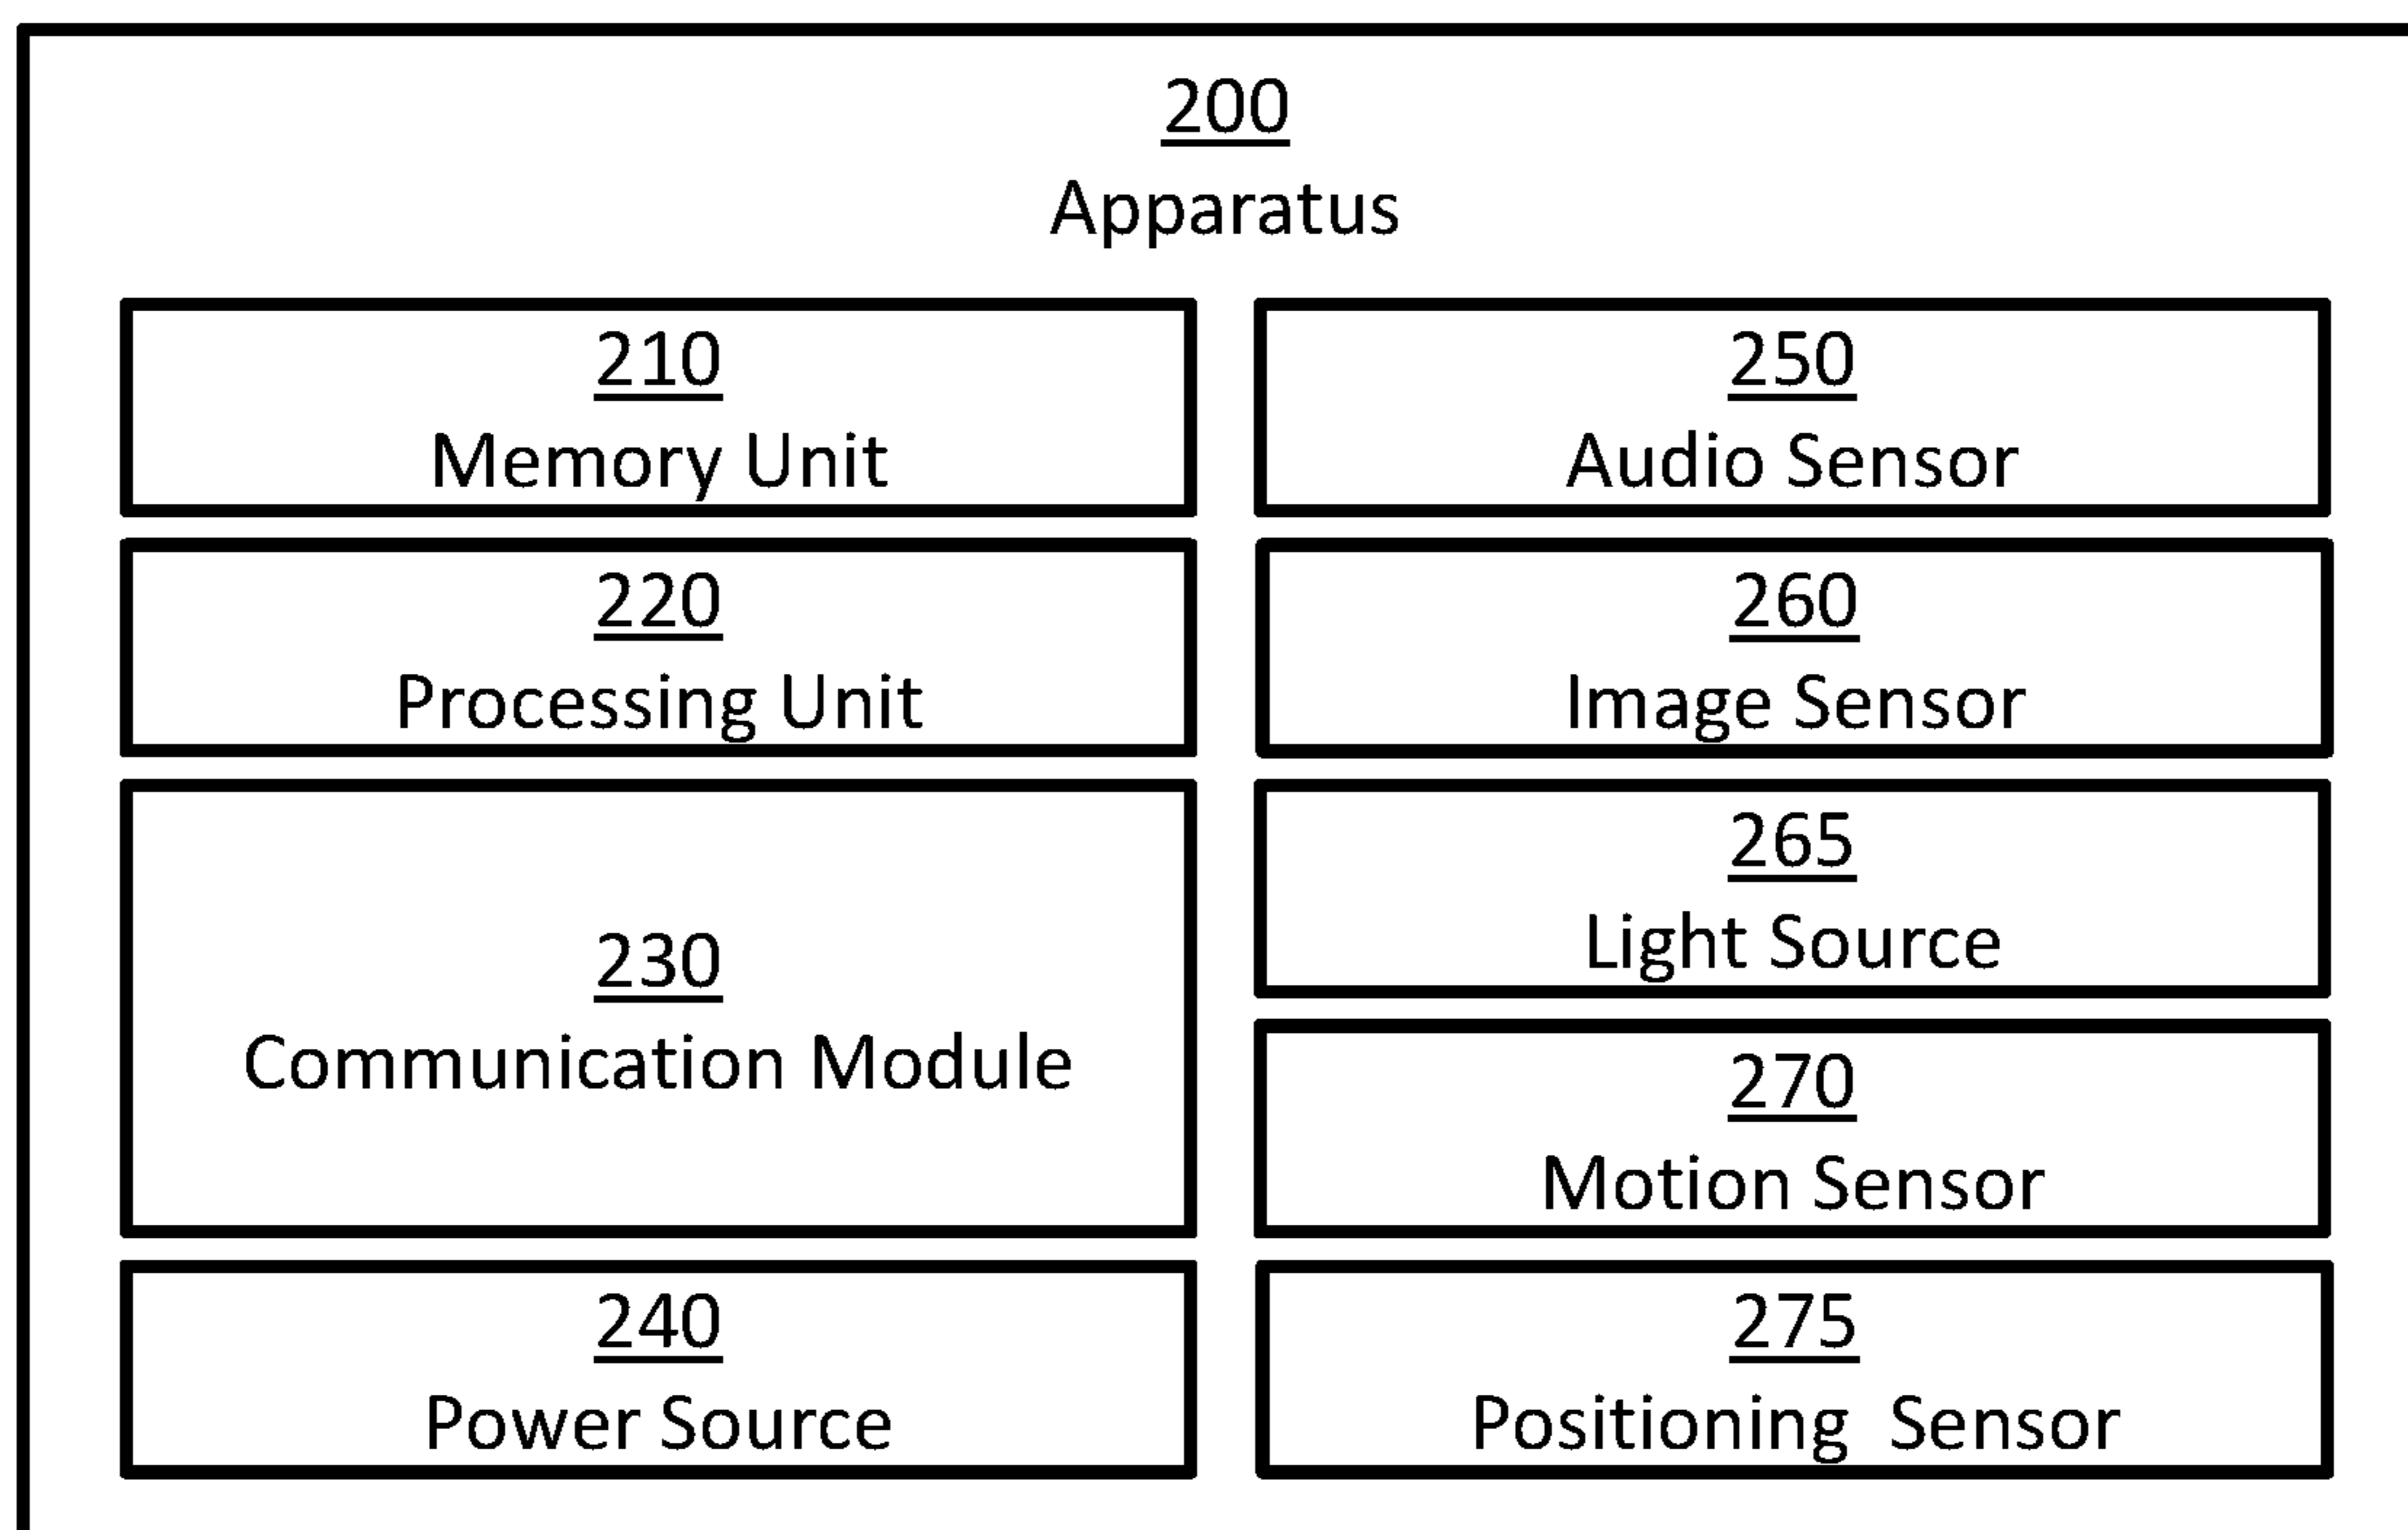 200
Apparatus
210
Memory Unit
220
Processing Unit
230
Communication Module
240
Power Source
250
Audio Sensor
260
Image Sensor
265
Light Source
270
Motion Sensor
275
Positioning Sensor